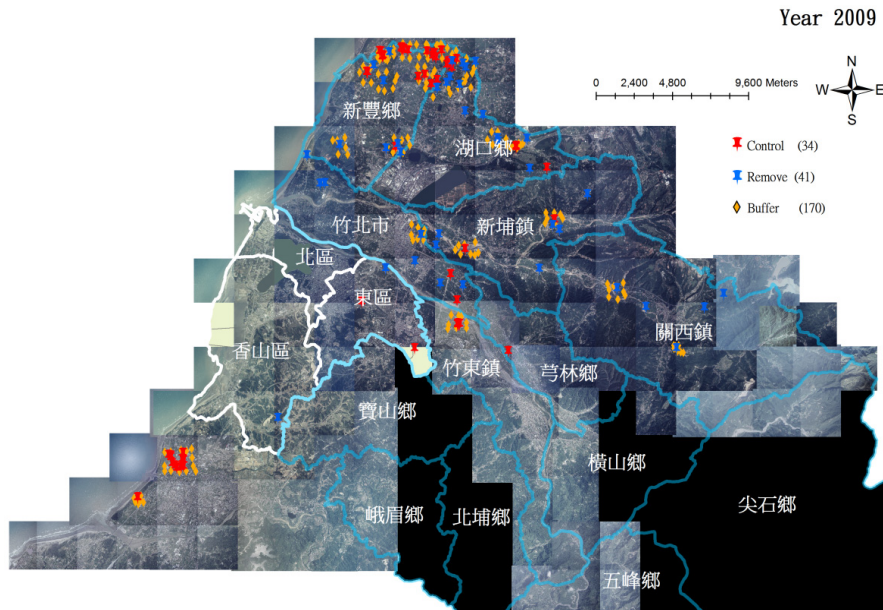 Year 2009
N
W E
S
0 2,400 4,800 9,600 Meters
Control (34)
Remove (41)
Buffer (170)
新豐鄉
湖口鄉
竹北市
新埔鎮
北區
東區
關西鎮
香山區
竹東鎮
芎林鄉
寶山鄉
橫山鄉
尖石鄉
峨眉鄉
北埔鄉
五峰鄉